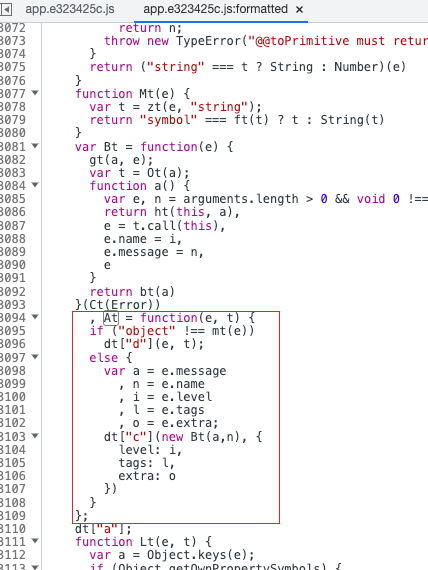 app.e323425c.js app.e323425c.js:formatted ×
3072 return n;
3073 throw new TypeError("@@toPrimitive must retur
3074 }
3075 return ("string" === t ? String : Number)(e)
3076 }
3077 function Mt(e) {
3078 var t = zt(e, "string");
3079 return "symbol" === ft(t) ? t : String(t)
3080 }
3081 var Bt = function(e) {
3082 gt(a, e);
3083 var t = Ot(a);
3084 function a() {
3085 var e, n = arguments.length > 0 && void 0 !==
3086 return ht(this, a),
3087 e = t.call(this),
3088 e.name = i,
3089 e.message = n,
3090 e
3091 }
3092 return bt(a)
3093 }(Ct(Error))
3094 , At = function(e, t) {
3095 if ("object" !== mt(e))
3096 dt["d"](e, t);
3097 else {
3098 var a = e.message
3099 , n = e.name
3100 , i = e.level
3101 , l = e.tags
3102 , o = e.extra;
3103 dt["c"](new Bt(a,n), {
3104 level: i,
3105 tags: l,
3106 extra: o
3107 })
3108 }
3109 };
3110 dt["a"];
3111 function Lt(e, t) {
3112 var a = Object.keys(e);
3113 if (Object.getOwnPropertySymbols) {